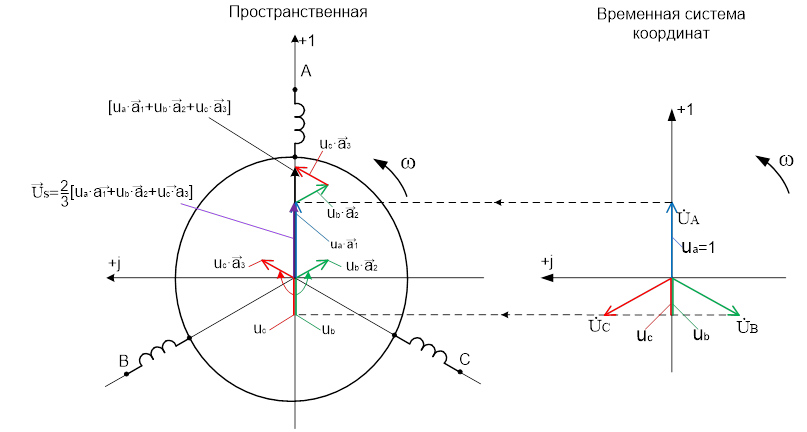 Пространственная
Временная система
координат
+1
A
[uₐ·a⃗₁+u_b·a⃗₂+u_c·a⃗₃]
u_c·a⃗₃
ω
+1
ω
U⃗s=2/3[uₐ·a⃗₁+u_b·a⃗₂+u_c·a⃗₃]
u_b·a⃗₂
U̇A
uₐ·a⃗₁
uₐ=1
+j
u_c·a⃗₃
u_b·a⃗₂
+j
u_c
u_b
U̇C
u_c
u_b
U̇B
B
C